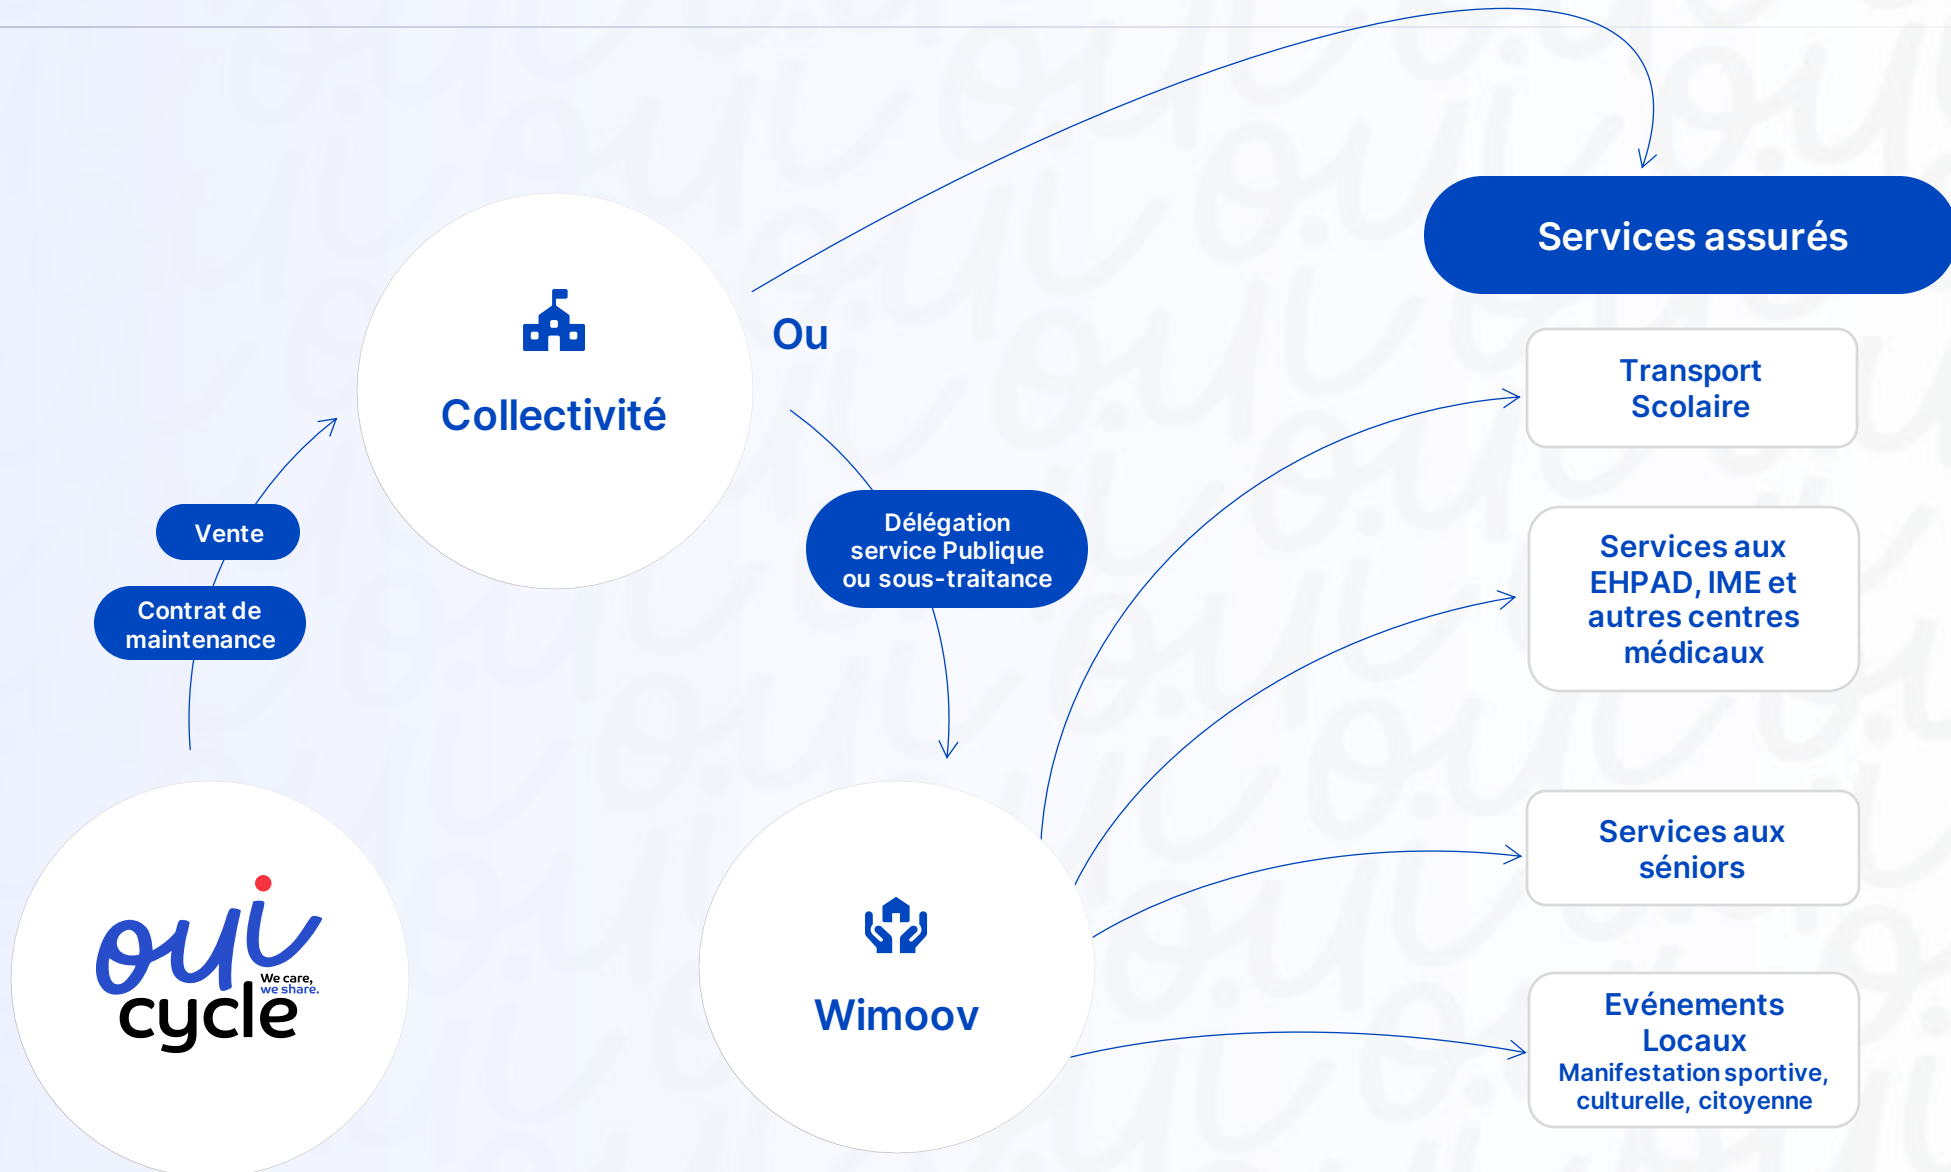 Services assurés
Ou
Collectivité
Transport
Scolaire
Vente
Contrat de
maintenance
Délégation
service Publique
ou sous-traitance
Services aux
EHPAD, IME et
autres centres
médicaux
Services aux
séniors
oui
We care,
we share.
cycle
Wimoov
Evénements
Locaux
Manifestation sportive,
culturelle, citoyenne